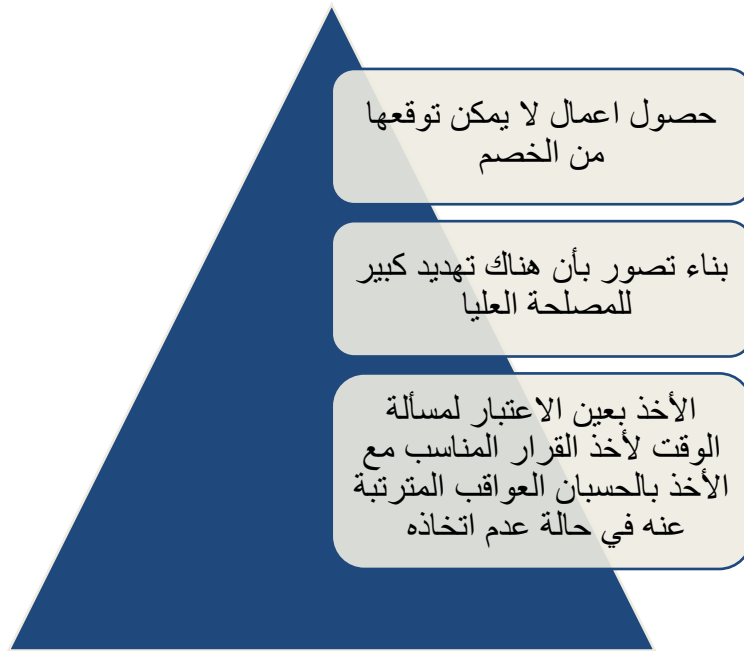 حصول اعمال لا يمكن توقعها
من الخصم
بناء تصور بأن هناك تهديد كبير
للمصلحة العليا
الأخذ بعين الاعتبار لمسألة
الوقت لأخذ القرار المناسب مع
الأخذ بالحسبان العواقب المترتبة
عنه في حالة عدم اتخاذه